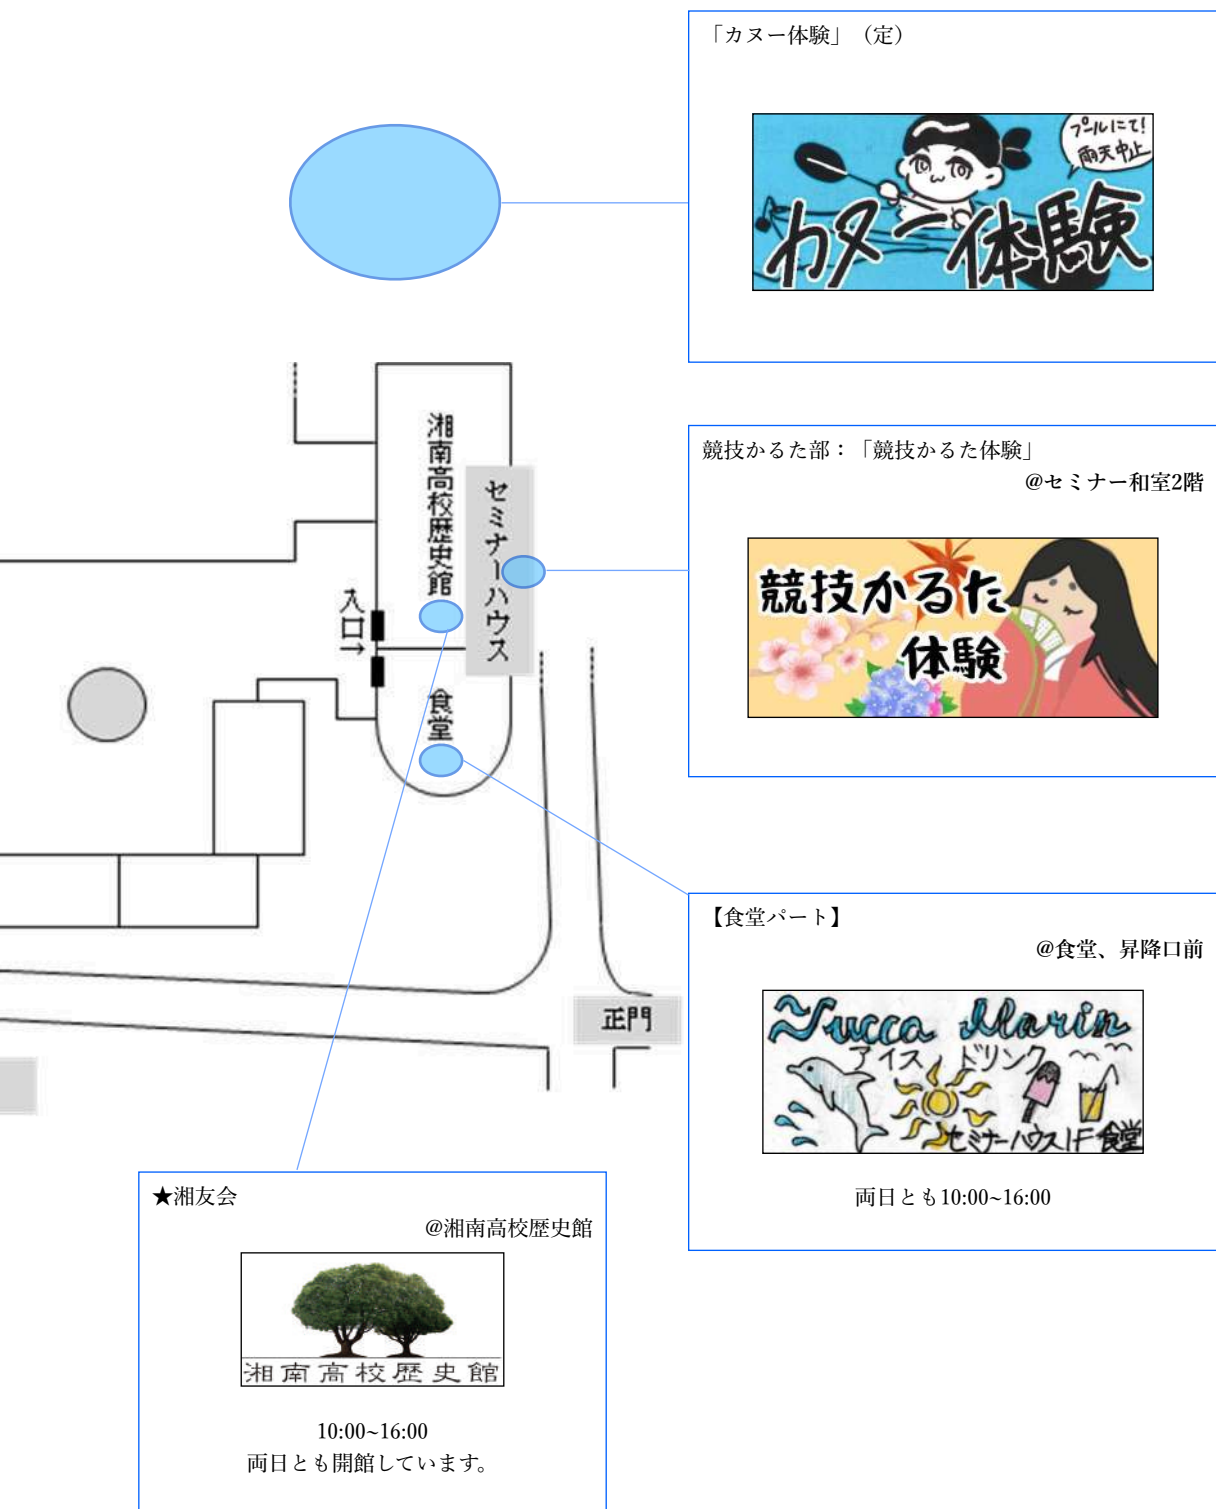 「カヌー体験」（定）
プールにて!
雨天中止
カヌー体験
湘南高校歴史館
セミナーハウス
入口→
食堂
正門
競技かるた部：「競技かるた体験」
@セミナー和室2階
競技かるた
体験
【食堂パート】
@食堂、昇降口前
Yucca Marin
アイス ドリンク
セミナーハウス1F 食堂
両日とも10:00~16:00
★湘友会
@湘南高校歴史館
湘南高校歴史館
10:00~16:00
両日とも開館しています。